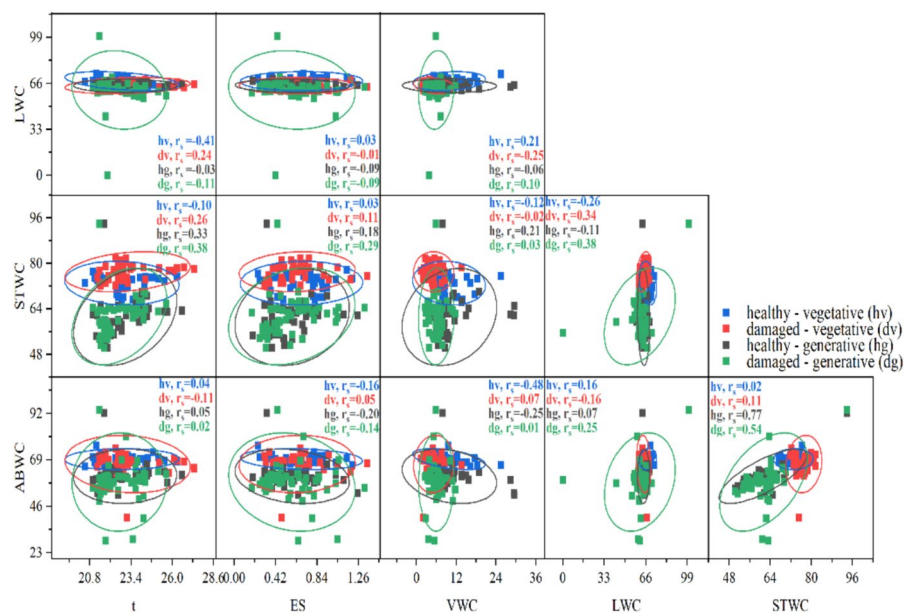 99
66
33
0
LWC
hv, rs=-0.41
dv, rs=0.24
hg, rs=-0.03
dg, rs=-0.11
hv, rs=0.03
dv, rs=-0.01
hg, rs=-0.09
dg, rs=-0.09
hv, rs=0.21
dv, rs=-0.25
hg, rs=-0.06
dg, rs=0.10
96
80
64
48
STWC
hv, rs=-0.10
dv, rs=0.26
hg, rs=0.33
dg, rs=0.38
hv, rs=0.03
dv, rs=0.11
hg, rs=0.18
dg, rs=0.29
hv, rs=-0.12
dv, rs=-0.02
hg, rs=0.21
dg, rs=0.03
hv, rs=-0.26
dv, rs=0.34
hg, rs=-0.11
dg, rs=0.38
healthy - vegetative (hv)
damaged - vegetative (dv)
healthy - generative (hg)
damaged - generative (dg)
92
69
46
23
ABWC
hv, rs=0.04
dv, rs=-0.11
hg, rs=0.05
dg, rs=0.02
hv, rs=-0.16
dv, rs=0.05
hg, rs=-0.20
dg, rs=-0.14
hv, rs=-0.48
dv, rs=0.07
hg, rs=-0.25
dg, rs=0.01
hv, rs=0.16
dv, rs=-0.16
hg, rs=0.07
dg, rs=0.25
hv, rs=0.02
dv, rs=0.11
hg, rs=0.77
dg, rs=0.54
20.8 23.4 26.0 28.6
0.00 0.42 0.84 1.26
0 12 24 36
0 33 66 99
48 64 80 96
t ES VWC LWC STWC